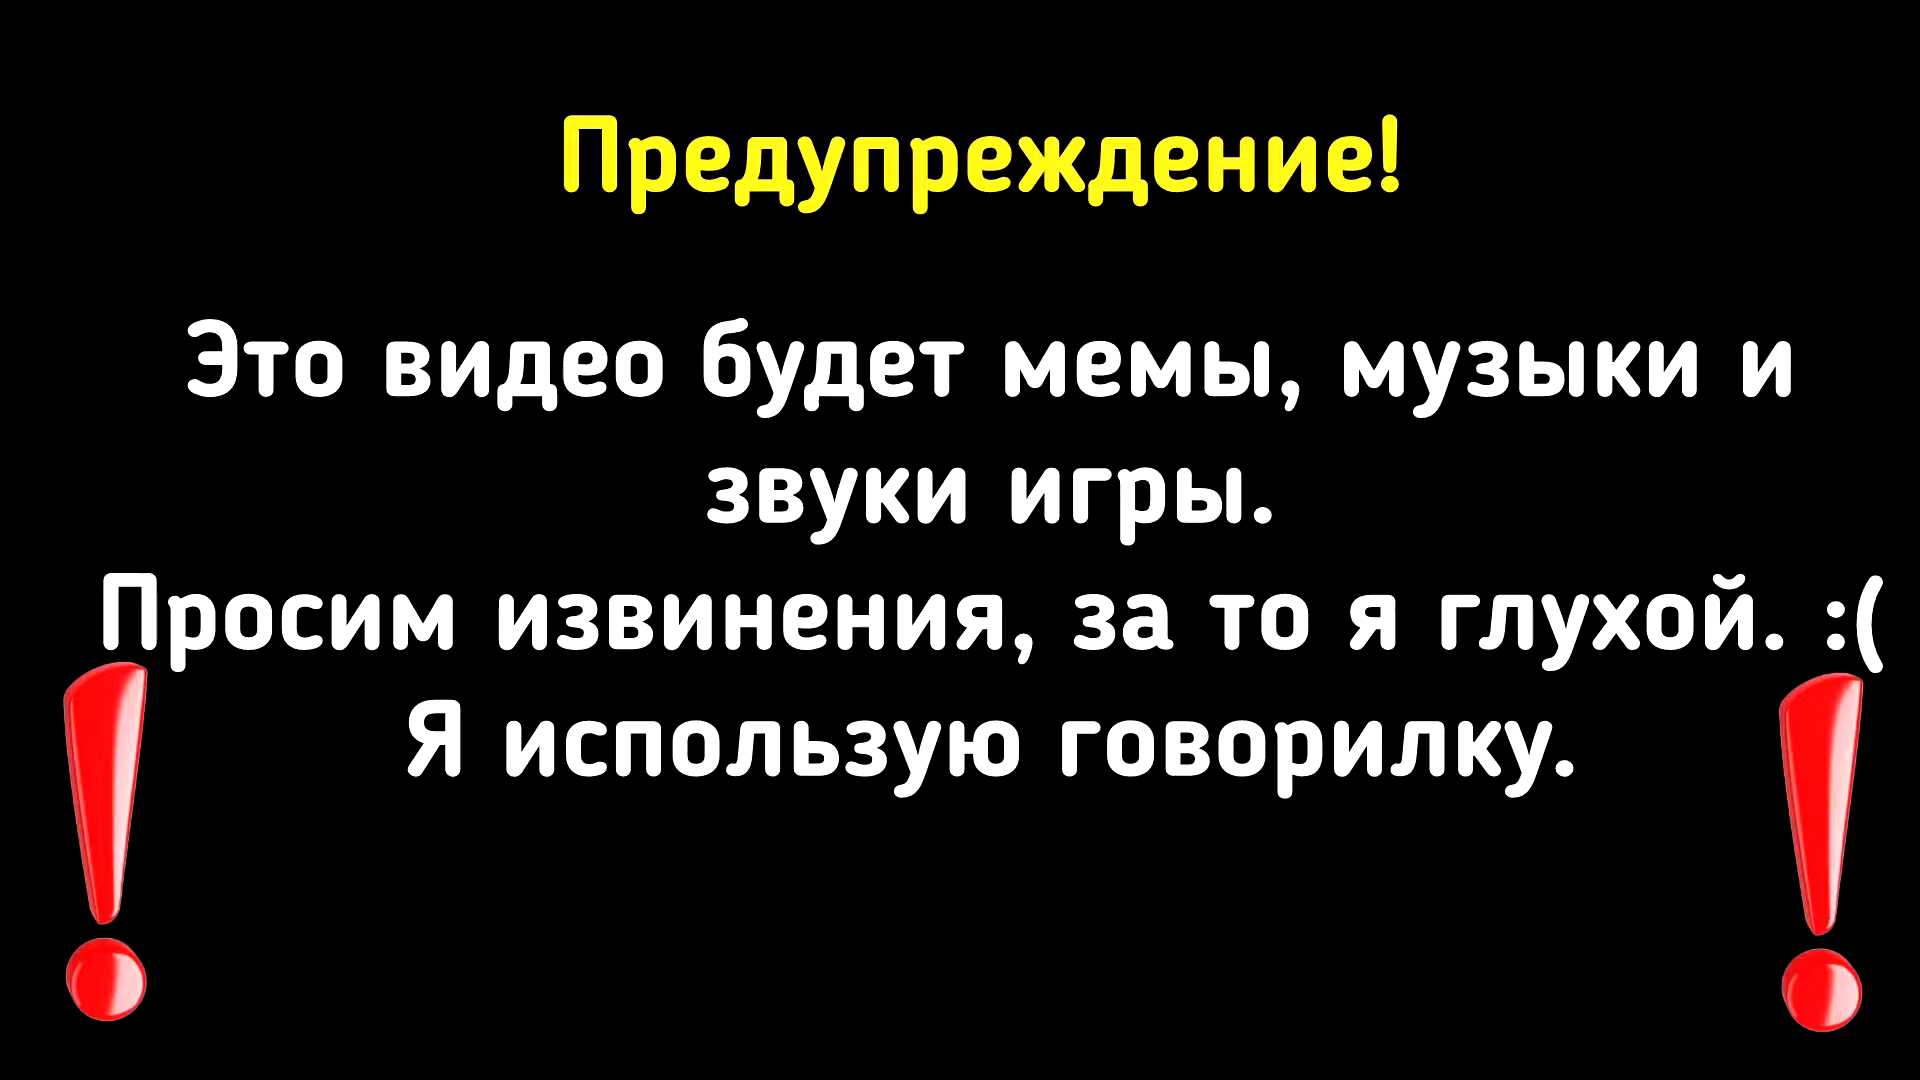 Предупреждение!
Это видео будет мемы, музыки и
звуки игры.
Просим извинения, за то я глухой. :(
Я использую говорилку.